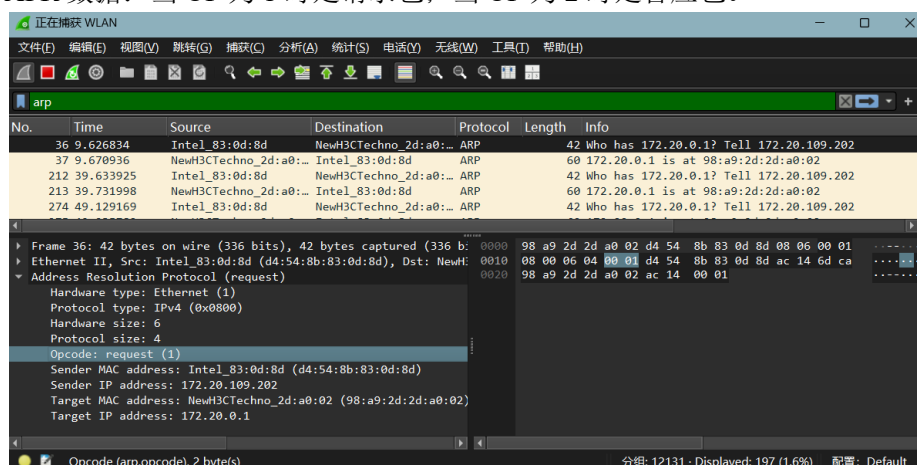 正在捕获 WLAN
文件(F) 编辑(E) 视图(V) 跳转(G) 捕获(C) 分析(A) 统计(S) 电话(Y) 无线(W) 工具(T) 帮助(H)
arp
No. Time Source Destination Protocol Length Info
36 9.626834 Intel_83:0d:8d NewH3CTechno_2d:a0:… ARP 42 Who has 172.20.0.1? Tell 172.20.109.202
37 9.670936 NewH3CTechno_2d:a0:… Intel_83:0d:8d ARP 60 172.20.0.1 is at 98:a9:2d:2d:a0:02
212 39.633925 Intel_83:0d:8d NewH3CTechno_2d:a0:… ARP 42 Who has 172.20.0.1? Tell 172.20.109.202
213 39.731998 NewH3CTechno_2d:a0:… Intel_83:0d:8d ARP 60 172.20.0.1 is at 98:a9:2d:2d:a0:02
274 49.129169 Intel_83:0d:8d NewH3CTechno_2d:a0:… ARP 42 Who has 172.20.0.1? Tell 172.20.109.202
Frame 36: 42 bytes on wire (336 bits), 42 bytes captured (336 b
Ethernet II, Src: Intel_83:0d:8d (d4:54:8b:83:0d:8d), Dst: NewH
Address Resolution Protocol (request)
Hardware type: Ethernet (1)
Protocol type: IPv4 (0x0800)
Hardware size: 6
Protocol size: 4
Opcode: request (1)
Sender MAC address: Intel_83:0d:8d (d4:54:8b:83:0d:8d)
Sender IP address: 172.20.109.202
Target MAC address: NewH3CTechno_2d:a0:02 (98:a9:2d:2d:a0:02)
Target IP address: 172.20.0.1
0000 98 a9 2d 2d a0 02 d4 54 8b 83 0d 8d 08 06 00 01
0010 08 00 06 04 00 01 d4 54 8b 83 0d 8d ac 14 6d ca
0020 98 a9 2d 2d a0 02 ac 14 00 01
Opcode (arp.opcode), 2 byte(s) 分组: 12131 · Displayed: 197 (1.6%) 配置: Default